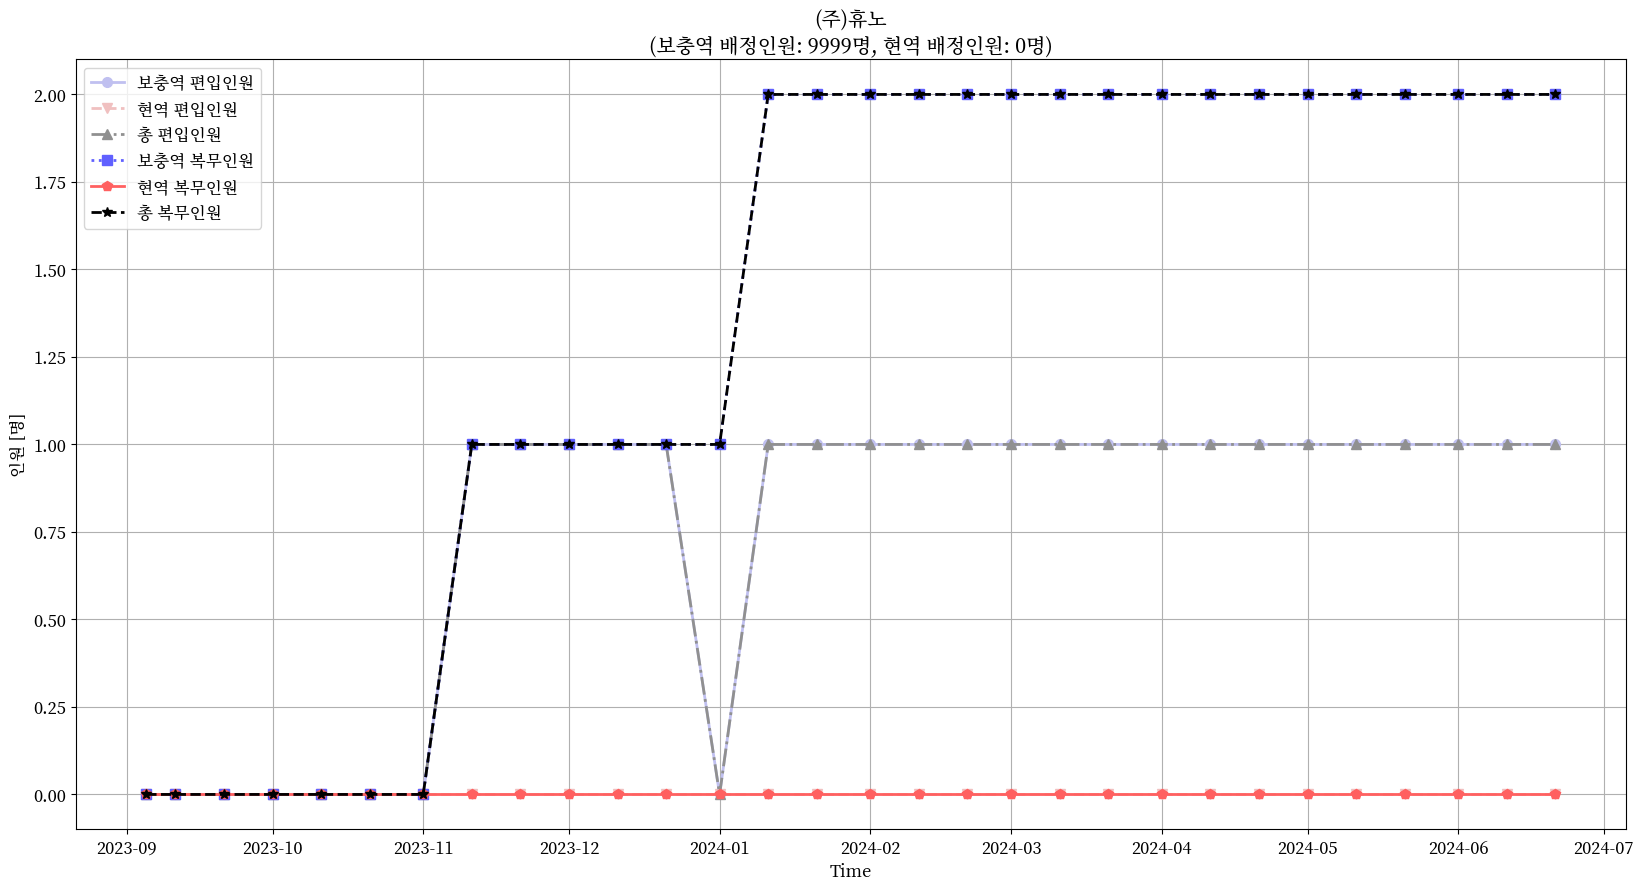 (주)휴노
(보충역 배정인원: 9999명, 현역 배정인원: 0명)
보충역 편입인원
현역 편입인원
총 편입인원
보충역 복무인원
현역 복무인원
총 복무인원
인원 [명]
2.00
1.75
1.50
1.25
1.00
0.75
0.50
0.25
0.00
2023-09
2023-10
2023-11
2023-12
2024-01
2024-02
2024-03
2024-04
2024-05
2024-06
2024-07
Time